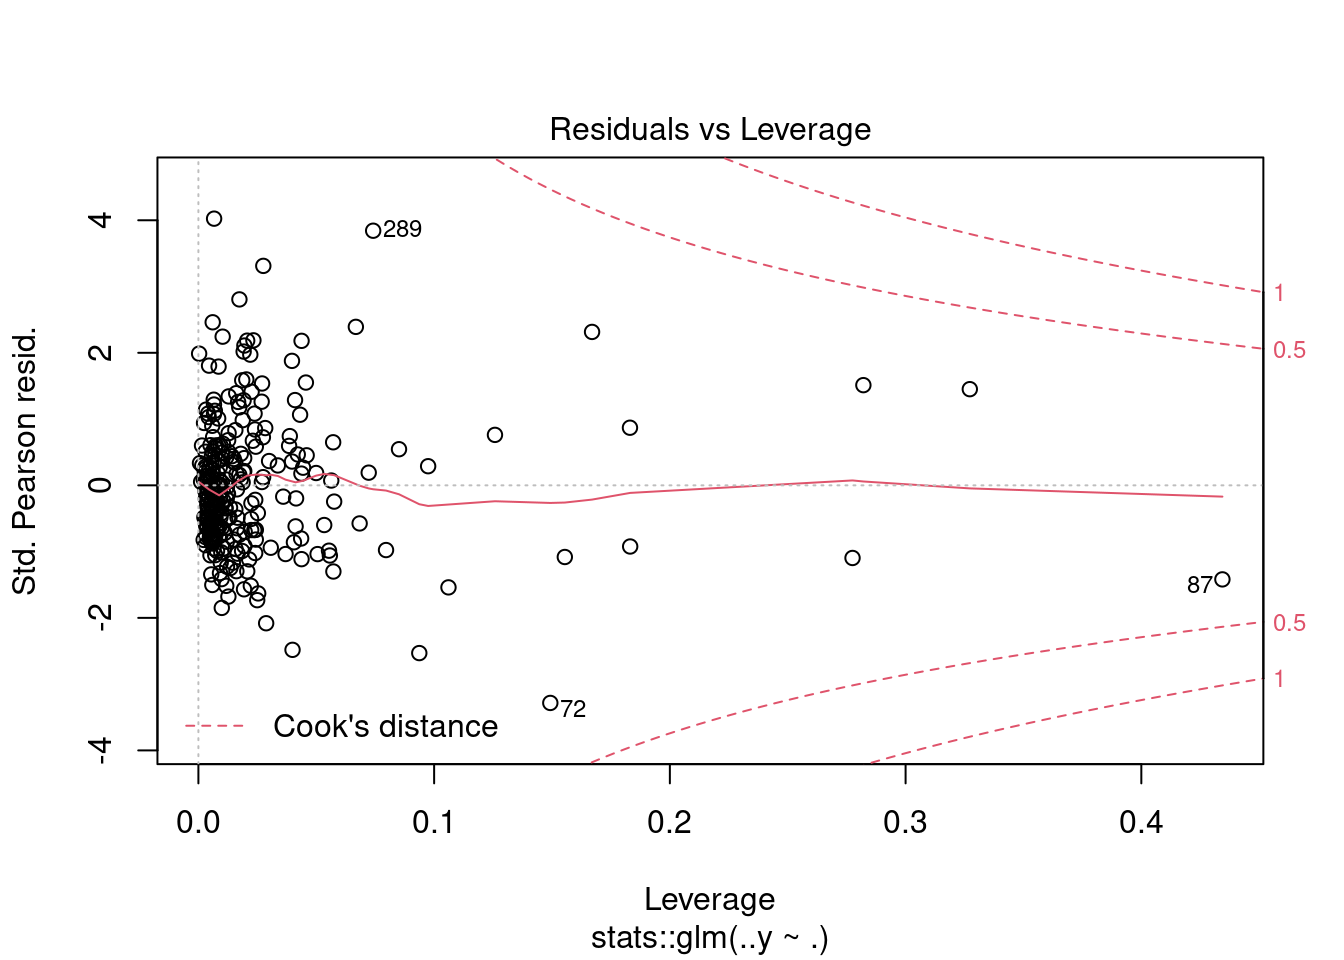 Residuals vs Leverage
Std. Pearson resid.
4
2
0
-2
-4
289
72
87
1
0.5
0.5
1
Cook's distance
0.0 0.1 0.2 0.3 0.4
Leverage
stats::glm(..y ~ .)